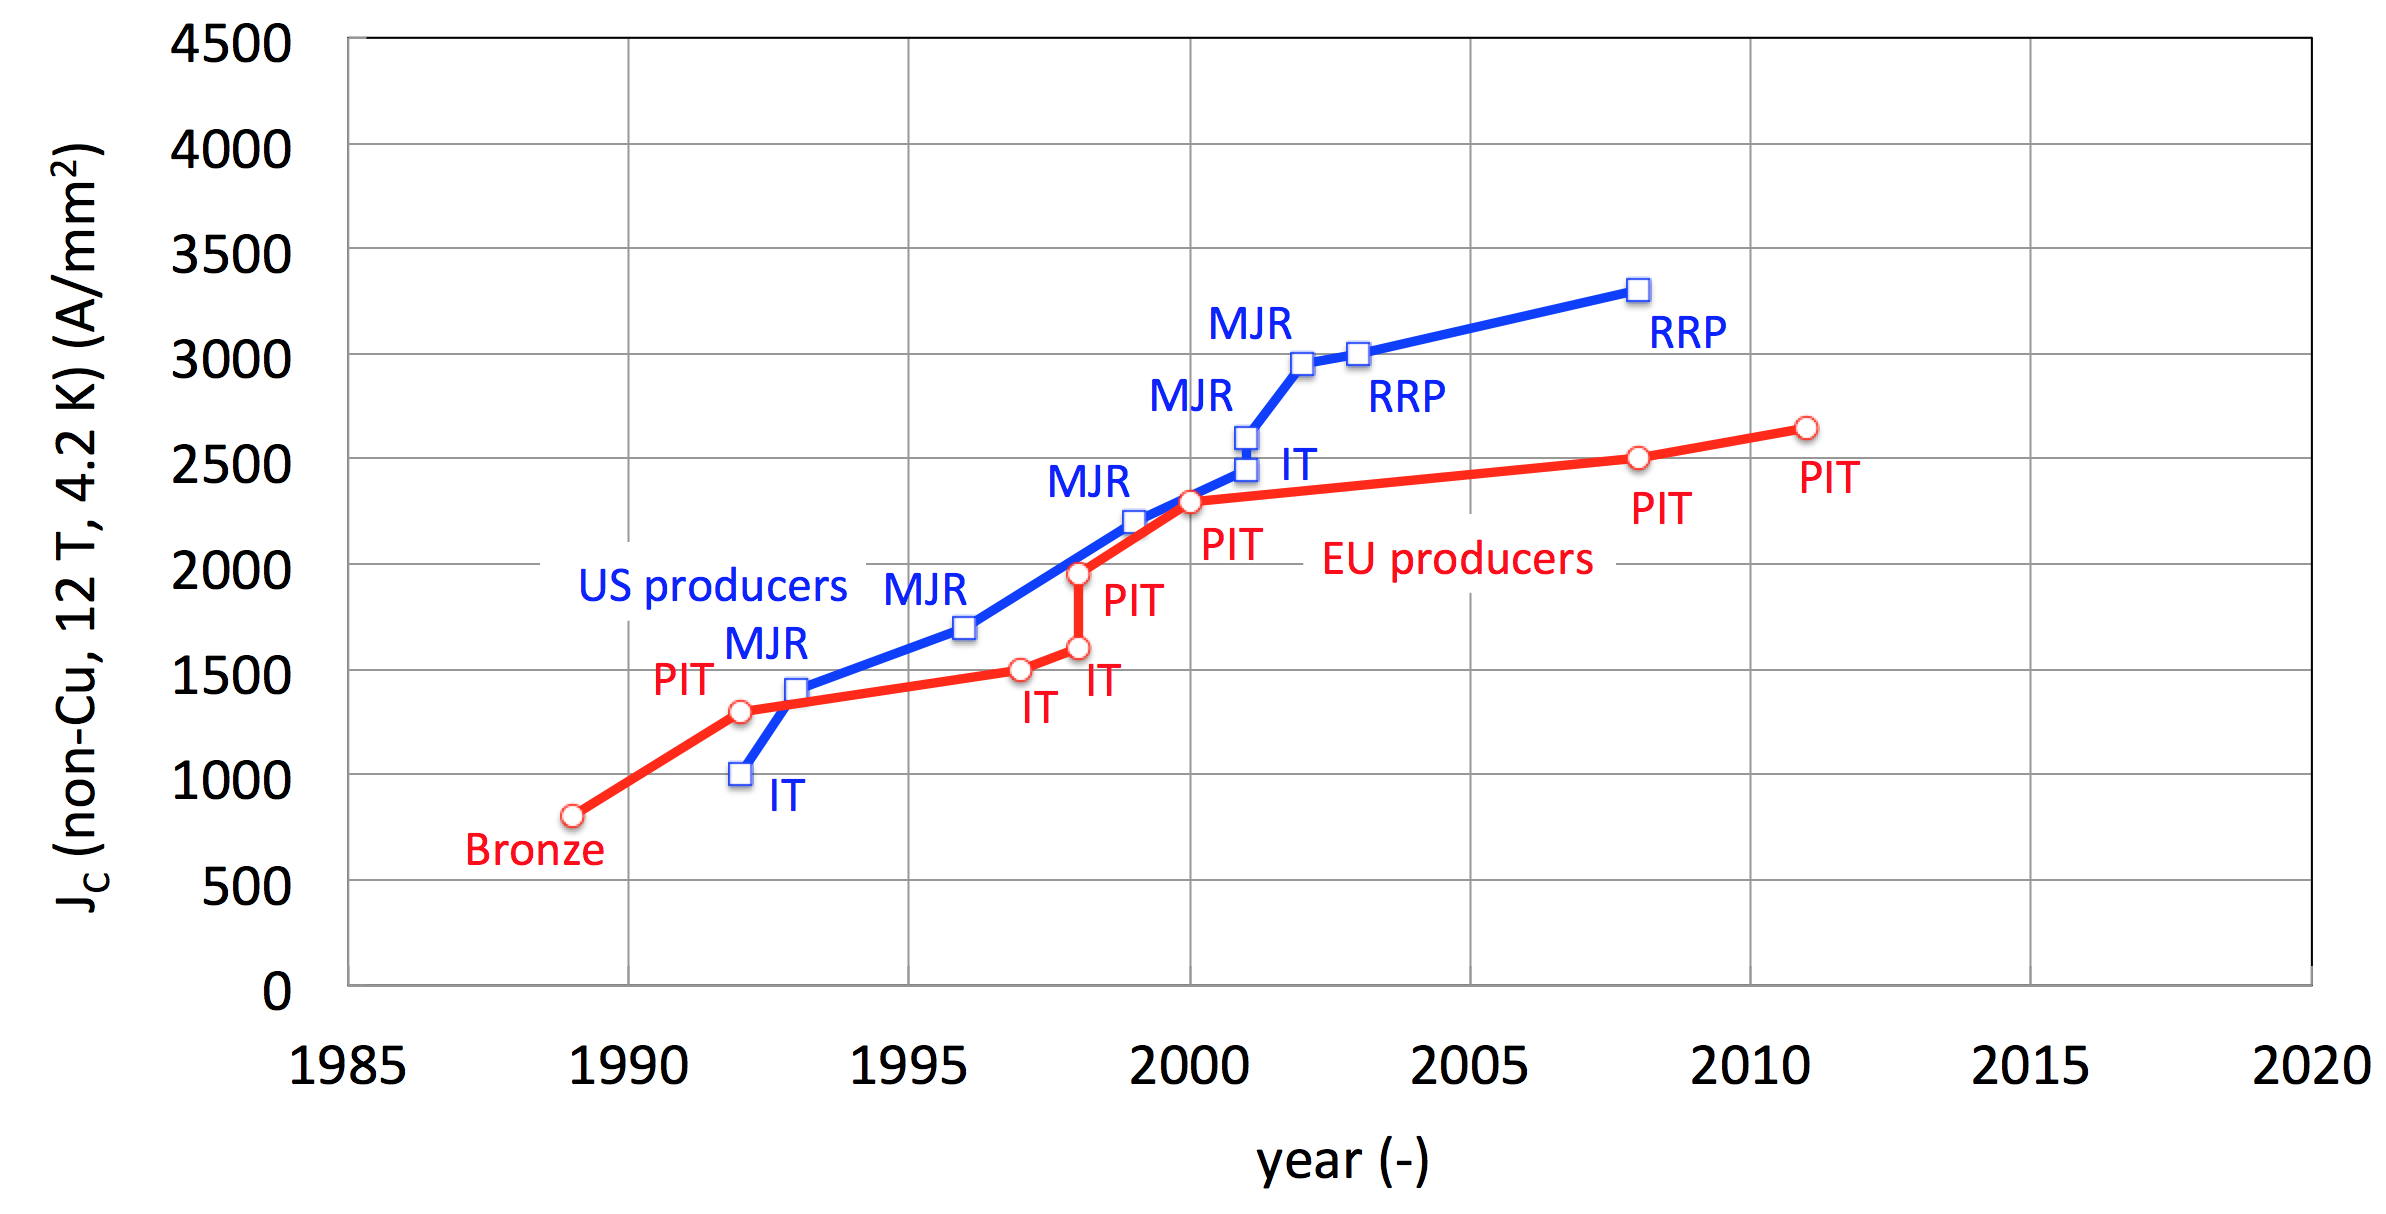 4500
4000
3500
3000
2500
2000
1500
1000
500
0
J_C (non-Cu, 12 T, 4.2 K) (A/mm²)
1985 1990 1995 2000 2005 2010 2015 2020
year (-)
MJR
RRP
MJR
RRP
MJR
IT
PIT
PIT
PIT
EU producers
US producers
MJR
PIT
MJR
PIT
IT
IT
IT
Bronze